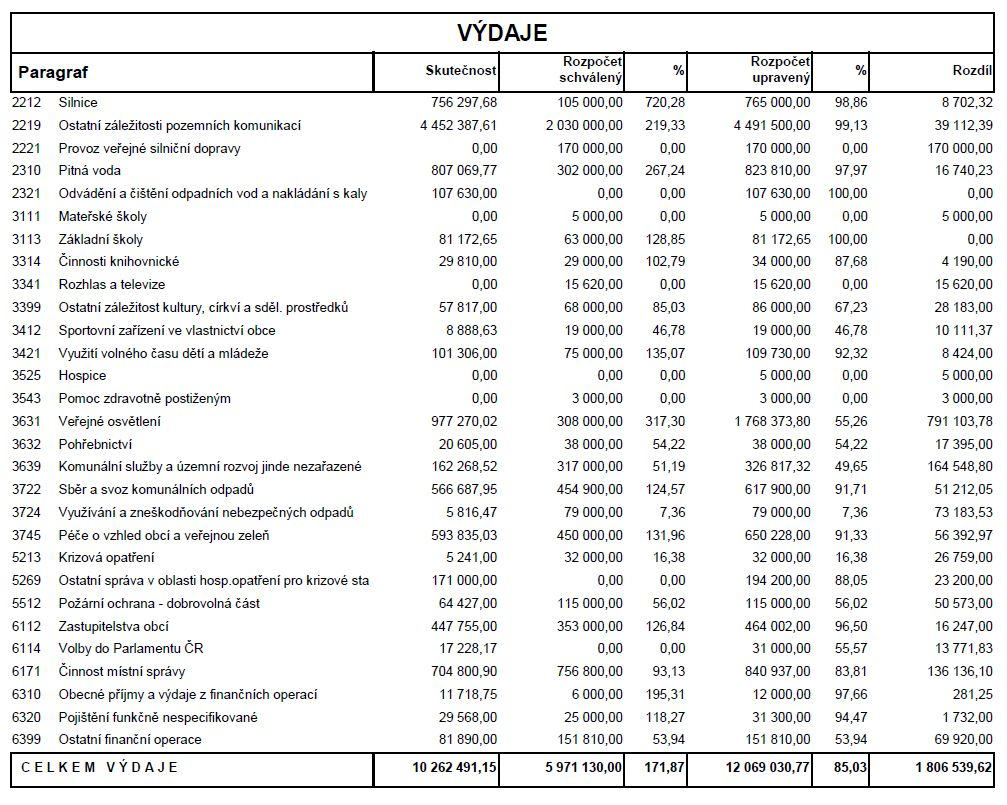 VÝDAJE
Paragraf Skutečnost Rozpočet schválený % Rozpočet upravený % Rozdíl
2212 Silnice 756 297,68 105 000,00 720,28 765 000,00 98,86 8 702,32
2219 Ostatní záležitosti pozemních komunikací 4 452 387,61 2 030 000,00 219,33 4 491 500,00 99,13 39 112,39
2221 Provoz veřejné silniční dopravy 0,00 170 000,00 0,00 170 000,00 0,00 170 000,00
2310 Pitná voda 807 069,77 302 000,00 267,24 823 810,00 97,97 16 740,23
2321 Odvádění a čištění odpadních vod a nakládání s kaly 107 630,00 0,00 0,00 107 630,00 100,00 0,00
3111 Mateřské školy 0,00 5 000,00 0,00 5 000,00 0,00 5 000,00
3113 Základní školy 81 172,65 63 000,00 128,85 81 172,65 100,00 0,00
3314 Činnosti knihovnické 29 810,00 29 000,00 102,79 34 000,00 87,68 4 190,00
3341 Rozhlas a televize 0,00 15 620,00 0,00 15 620,00 0,00 15 620,00
3399 Ostatní záležitost kultury, církví a sděl. prostředků 57 817,00 68 000,00 85,03 86 000,00 67,23 28 183,00
3412 Sportovní zařízení ve vlastnictví obce 8 888,63 19 000,00 46,78 19 000,00 46,78 10 111,37
3421 Využití volného času dětí a mládeže 101 306,00 75 000,00 135,07 109 730,00 92,32 8 424,00
3525 Hospice 0,00 0,00 0,00 5 000,00 0,00 5 000,00
3543 Pomoc zdravotně postiženým 0,00 3 000,00 0,00 3 000,00 0,00 3 000,00
3631 Veřejné osvětlení 977 270,02 308 000,00 317,30 1 768 373,80 55,26 791 103,78
3632 Pohřebnictví 20 605,00 38 000,00 54,22 38 000,00 54,22 17 395,00
3639 Komunální služby a územní rozvoj jinde nezařazené 162 268,52 317 000,00 51,19 326 817,32 49,65 164 548,80
3722 Sběr a svoz komunálních odpadů 566 687,95 454 900,00 124,57 617 900,00 91,71 51 212,05
3724 Využívání a zneškodňování nebezpečných odpadů 5 816,47 79 000,00 7,36 79 000,00 7,36 73 183,53
3745 Péče o vzhled obcí a veřejnou zeleň 593 835,03 450 000,00 131,96 650 228,00 91,33 56 392,97
5213 Krizová opatření 5 241,00 32 000,00 16,38 32 000,00 16,38 26 759,00
5269 Ostatní správa v oblasti hosp.opatření pro krizové sta 171 000,00 0,00 0,00 194 200,00 88,05 23 200,00
5512 Požární ochrana - dobrovolná část 64 427,00 115 000,00 56,02 115 000,00 56,02 50 573,00
6112 Zastupitelstva obcí 447 755,00 353 000,00 126,84 464 002,00 96,50 16 247,00
6114 Volby do Parlamentu ČR 17 228,17 0,00 0,00 31 000,00 55,57 13 771,83
6171 Činnost místní správy 704 800,90 756 800,00 93,13 840 937,00 83,81 136 136,10
6310 Obecné příjmy a výdaje z finančních operací 11 718,75 6 000,00 195,31 12 000,00 97,66 281,25
6320 Pojištění funkčně nespecifikované 29 568,00 25 000,00 118,27 31 300,00 94,47 1 732,00
6399 Ostatní finanční operace 81 890,00 151 810,00 53,94 151 810,00 53,94 69 920,00
CELKEM VÝDAJE 10 262 491,15 5 971 130,00 171,87 12 069 030,77 85,03 1 806 539,62